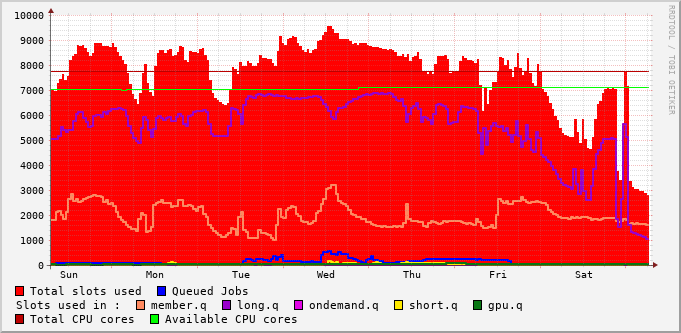 10000
9000
8000
7000
6000
5000
4000
3000
2000
1000
0
Sun Mon Tue Wed Thu Fri Sat
RRDTOOL / TOBI OETIKER
Total slots used Queued Jobs
Slots used in : member.q long.q ondemand.q short.q gpu.q
Total CPU cores Available CPU cores